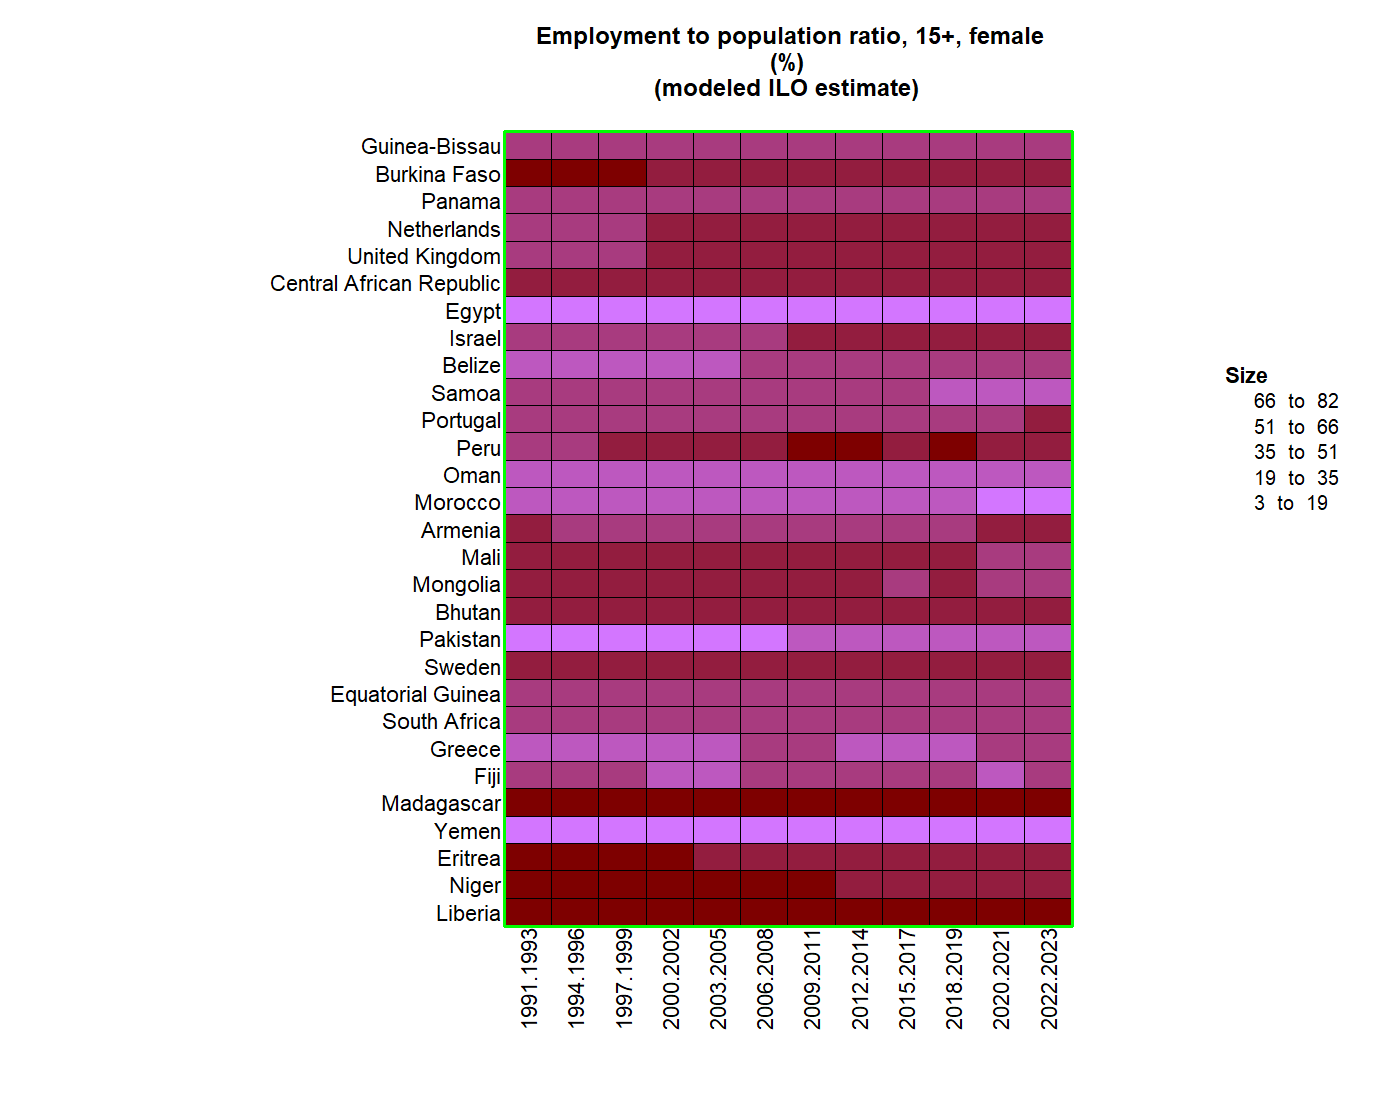 Employment to population ratio, 15+, female
(%)
(modeled ILO estimate)
Guinea-Bissau
Burkina Faso
Panama
Netherlands
United Kingdom
Central African Republic
Egypt
Israel
Belize
Samoa
Portugal
Peru
Oman
Morocco
Armenia
Mali
Mongolia
Bhutan
Pakistan
Sweden
Equatorial Guinea
South Africa
Greece
Fiji
Madagascar
Yemen
Eritrea
Niger
Liberia
1991.1993
1994.1996
1997.1999
2000.2002
2003.2005
2006.2008
2009.2011
2012.2014
2015.2017
2018.2019
2020.2021
2022.2023
Size
66 to 82
51 to 66
35 to 51
19 to 35
3 to 19